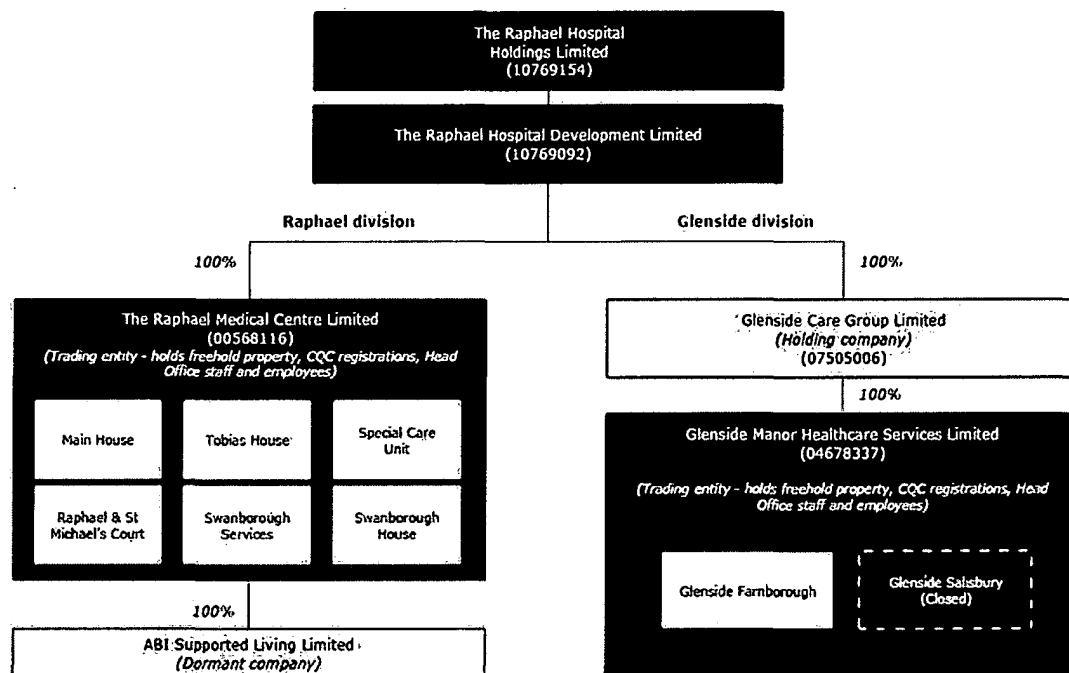 The Raphael Hospital
Holdings Limited
(10769154)
The Raphael Hospital Development Limited
(10769092)
Raphael division
Glenside division
100%
100%
The Raphael Medical Centre Limited
(00568116)
(Trading entity - holds freehold property, CQC registrations, Head
Office staff and employees)
Main House
Tobias House
Special Care
Unit
Raphael & St
Michael's Court
Swanborough
Services
Swanborough
House
100%
ABI Supported Living Limited
(Dormant company)
Glenside Care Group Limited
(Holding company)
(07505006)
100%
Glenside Manor Healthcare Services Limited
(04678337)
(Trading entity - holds freehold property, CQC registrations, Head
Office staff and employees)
Glenside Farnborough
Glenside Salisbury
(Closed)